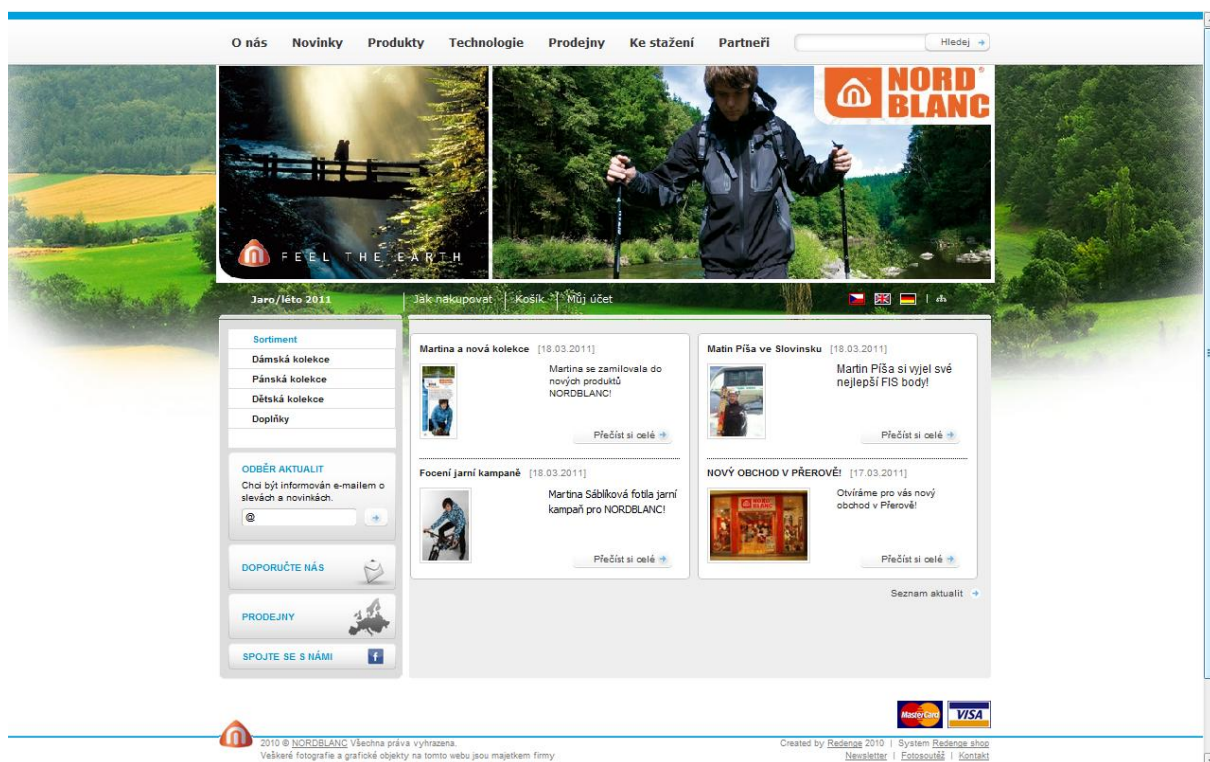 O nás Novinky Produkty Technologie Prodejny Ke stažení Partneři Hledej
NORD
BLANC
FEEL THE EARTH
Jaro/léto 2011 Jak nakupovat Košík Můj účet
Sortiment
Dámská kolekce
Pánská kolekce
Dětská kolekce
Doplňky
ODBĚR AKTUALIT
Chci být informován e-mailem o
slevách a novinkách.
@
DOPORUČTE NÁS
PRODEJNY
SPOJTE SE S NÁMI
Martina a nová kolekce [18.03.2011]
Martina se zamilovala do
nových produktů
NORDBLANC!
Přečíst si celé
Matin Píša ve Slovinsku [18.03.2011]
Martin Píša si vyjel své
nejlepší FIS body!
Přečíst si celé
Focení jarní kampaně [18.03.2011]
Martina Sáblíková fotila jarní
kampaň pro NORDBLANC!
Přečíst si celé
NOVÝ OBCHOD V PŘEROVĚ! [17.03.2011]
Otvíráme pro vás nový
obchod v Přerově!
Přečíst si celé
Seznam aktualit
MasterCard VISA
2010 © NORDBLANC Všechna práva vyhrazena.
Veškeré fotografie a grafické objekty na tomto webu jsou majetkem firmy
Created by Redenge 2010 | System Redenge shop
Newsletter | Fotosoutěž | Kontakt